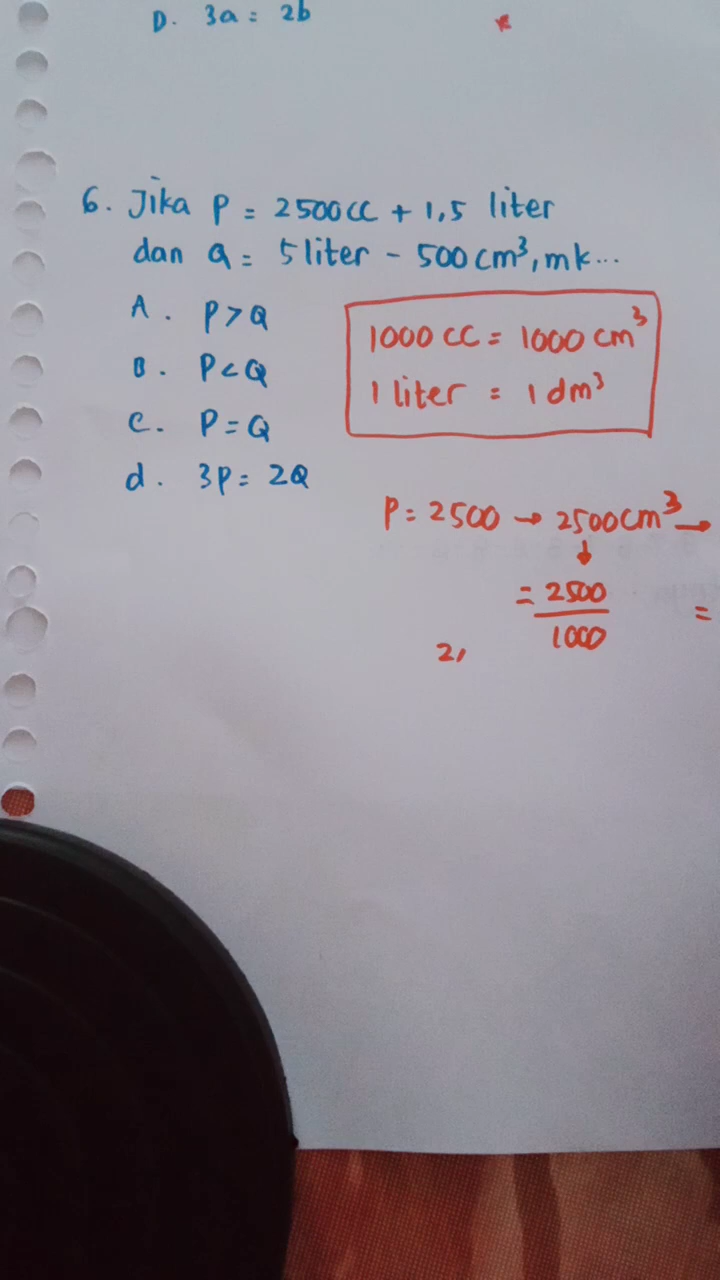 D. 3a = 2b
6. Jika P = 2500 cc + 1,5 liter
dan Q = 5 liter - 500 cm³, mk...
A. P > Q
B. P < Q
C. P = Q
d. 3P = 2Q
1000 CC = 1000 cm³
1 liter = 1 dm³
P = 2500 → 2500 cm³ →
↓
= 2500
1000
=
2,